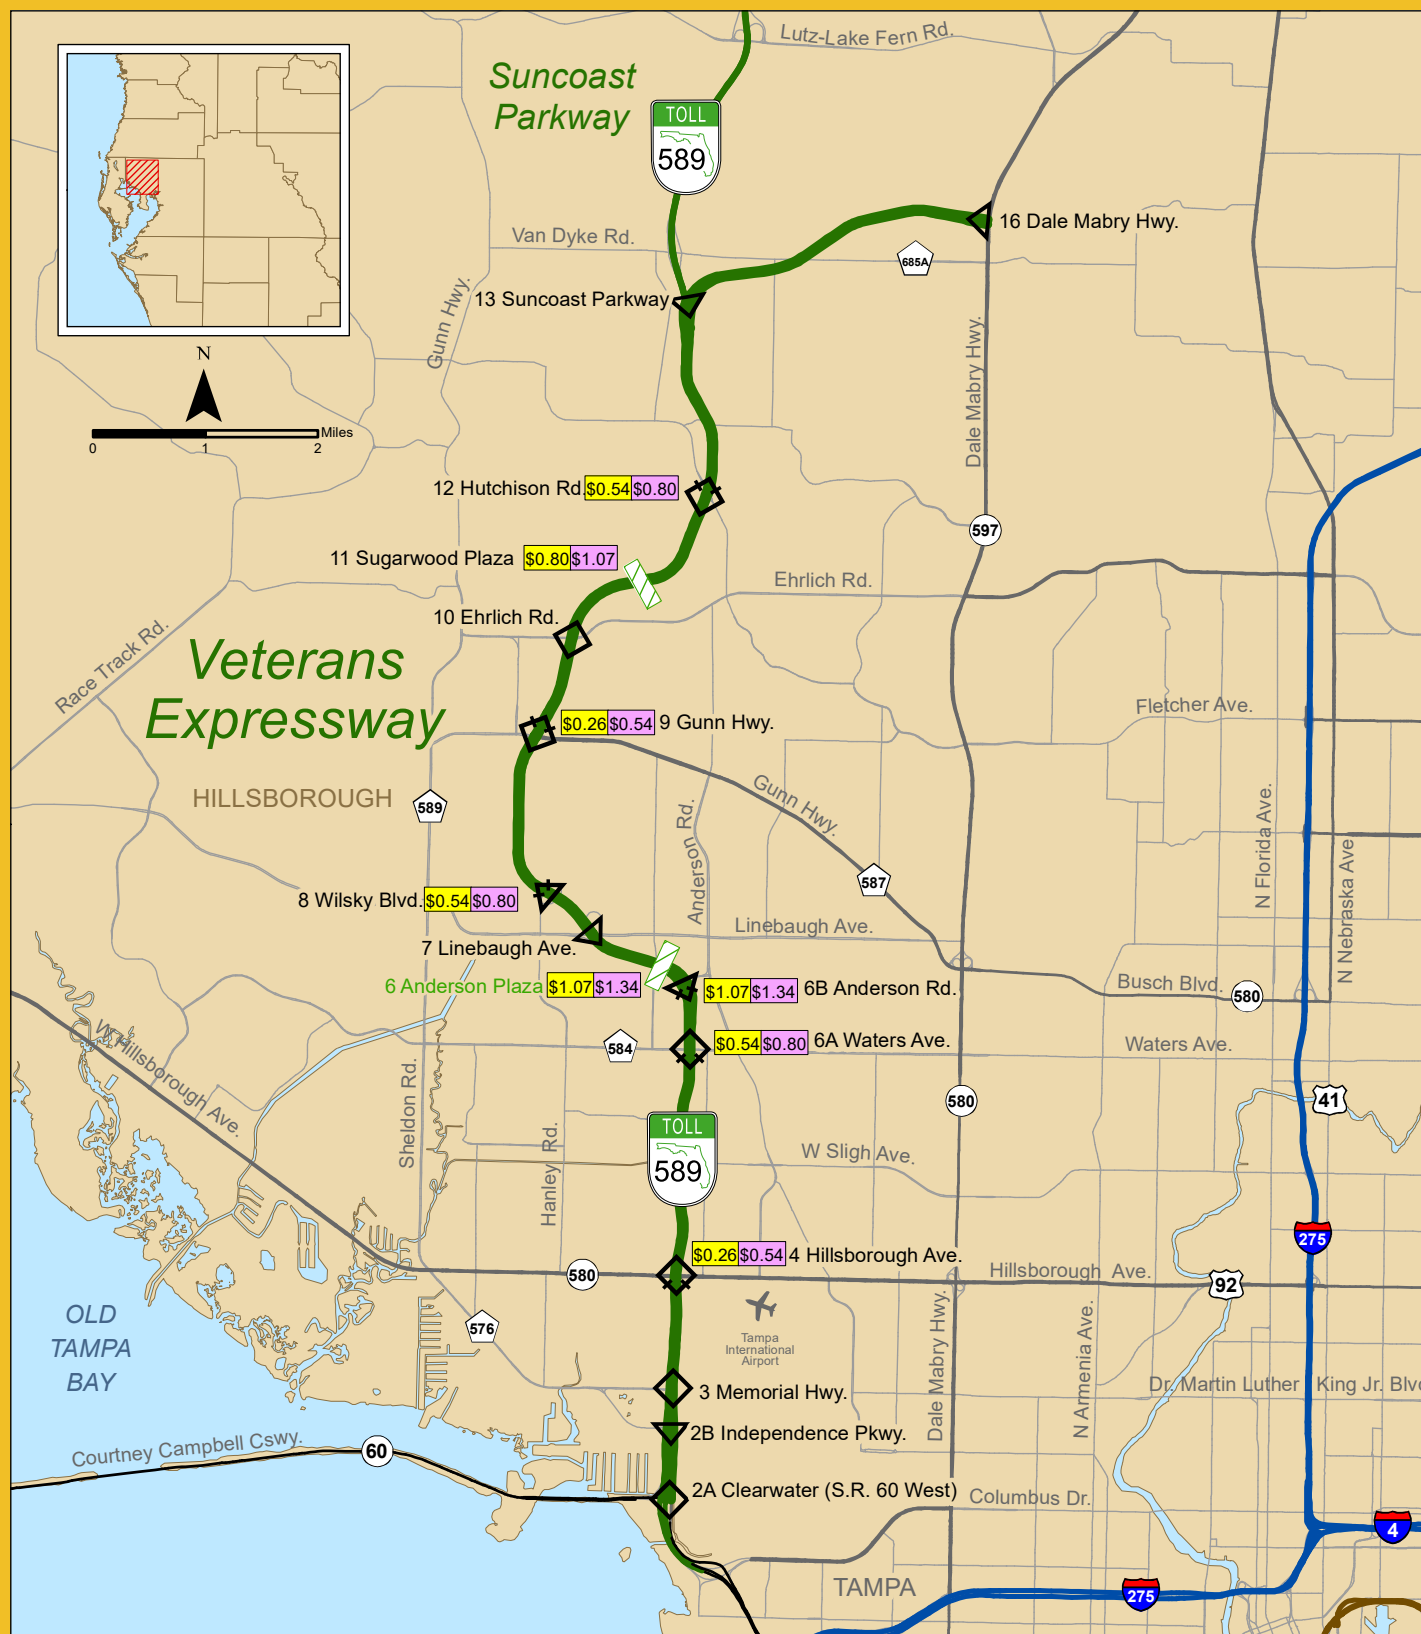 Lutz-Lake Fern Rd.
Suncoast
Parkway
TOLL
589
16 Dale Mabry Hwy.
Van Dyke Rd.
685A
13 Suncoast Parkway
Gunn Hwy.
N
Miles
0 1 2
Dale Mabry Hwy.
12 Hutchison Rd. $0.54 $0.80
597
11 Sugarwood Plaza $0.80 $1.07
Ehrlich Rd.
10 Ehrlich Rd.
Race Track Rd.
Veterans
Expressway
Fletcher Ave.
$0.26 $0.54 9 Gunn Hwy.
Gunn Hwy.
HILLSBOROUGH
589
Anderson Rd.
N Florida Ave.
N Nebraska Ave
587
8 Wilsky Blvd. $0.54 $0.80
Linebaugh Ave.
7 Linebaugh Ave.
6 Anderson Plaza $1.07 $1.34
$1.07 $1.34 6B Anderson Rd.
Busch Blvd.
580
W Hillsborough Ave.
584
$0.54 $0.80 6A Waters Ave.
Waters Ave.
Sheldon Rd.
580
41
TOLL
589
Hanley Rd.
W Sligh Ave.
275
$0.26 $0.54 4 Hillsborough Ave.
580
Hillsborough Ave.
92
OLD
TAMPA
BAY
576
Tampa
International
Airport
Dale Mabry Hwy.
N Armenia Ave.
3 Memorial Hwy.
Dr. Martin Luther King Jr. Blvd
2B Independence Pkwy.
Courtney Campbell Cswy.
60
2A Clearwater (S.R. 60 West)
Columbus Dr.
4
TAMPA
275